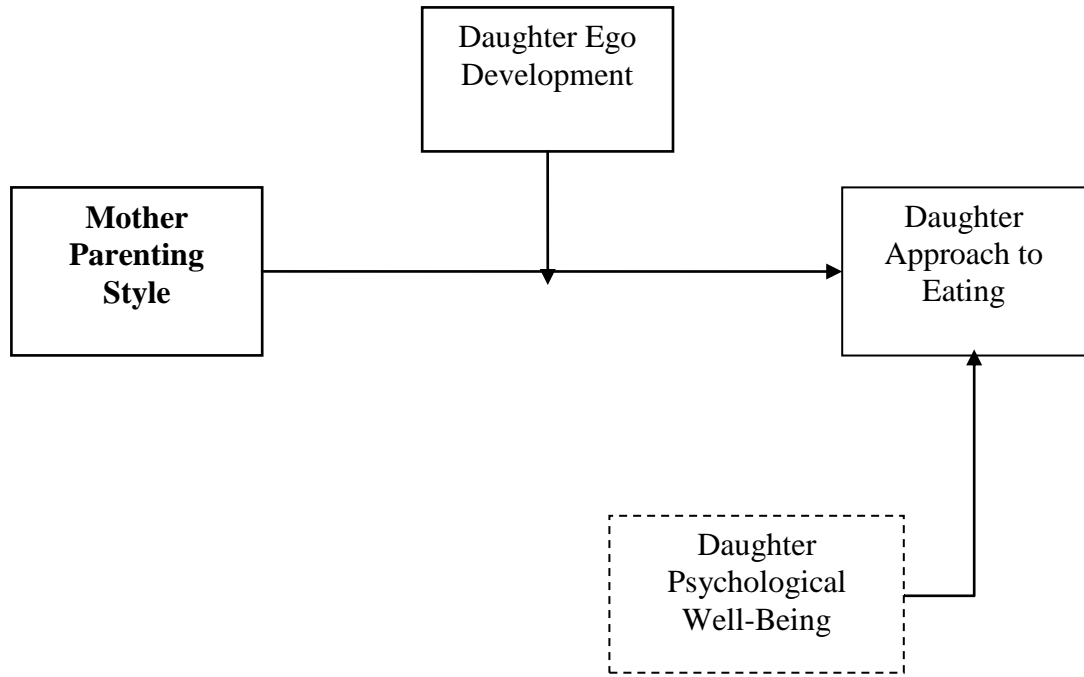 Daughter Ego
Development
Mother
Parenting
Style
Daughter
Approach to
Eating
Daughter
Psychological
Well-Being